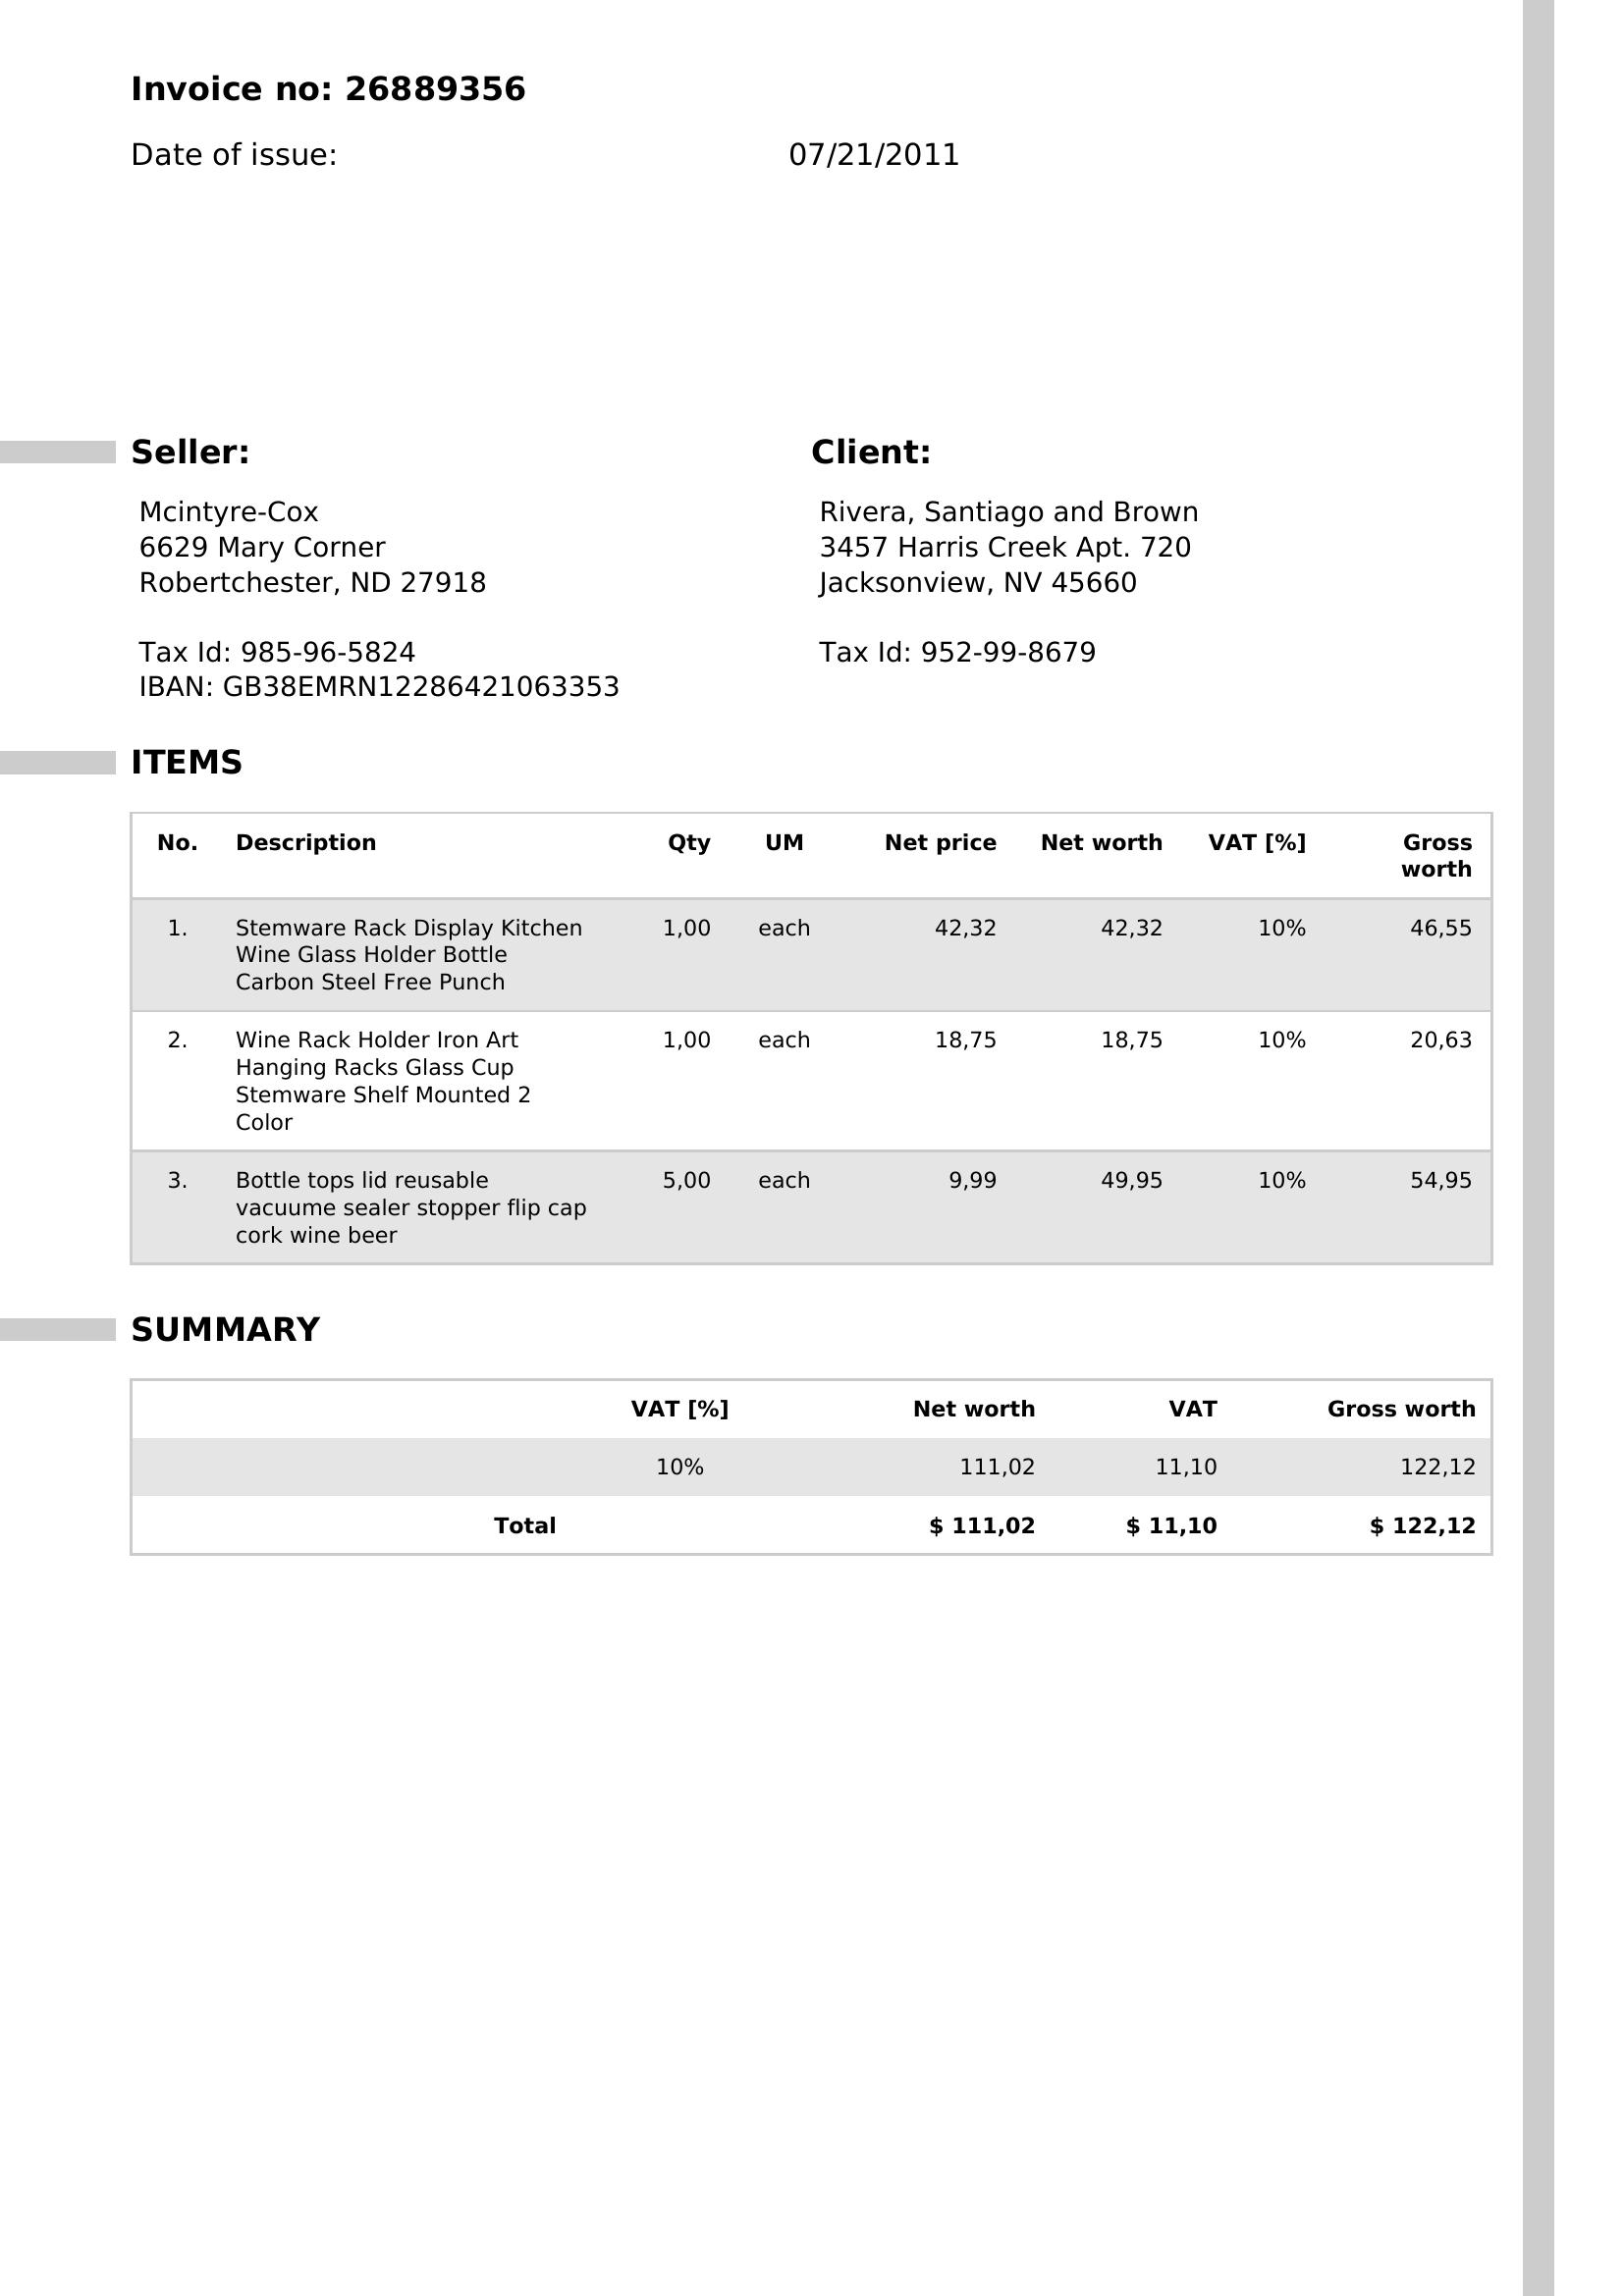 Invoice no: 26889356
Date of issue: 07/21/2011
Seller:
Mcintyre-Cox
6629 Mary Corner
Robertchester, ND 27918
Tax Id: 985-96-5824
IBAN: GB38EMRN12286421063353
Client:
Rivera, Santiago and Brown
3457 Harris Creek Apt. 720
Jacksonview, NV 45660
Tax Id: 952-99-8679
ITEMS
No. Description Qty UM Net price Net worth VAT [%] Gross
worth
1. Stemware Rack Display Kitchen 1,00 each 42,32 42,32 10% 46,55
Wine Glass Holder Bottle
Carbon Steel Free Punch
2. Wine Rack Holder Iron Art 1,00 each 18,75 18,75 10% 20,63
Hanging Racks Glass Cup
Stemware Shelf Mounted 2
Color
3. Bottle tops lid reusable 5,00 each 9,99 49,95 10% 54,95
vacuume sealer stopper flip cap
cork wine beer
SUMMARY
VAT [%] Net worth VAT Gross worth
10% 111,02 11,10 122,12
Total $ 111,02 $ 11,10 $ 122,12